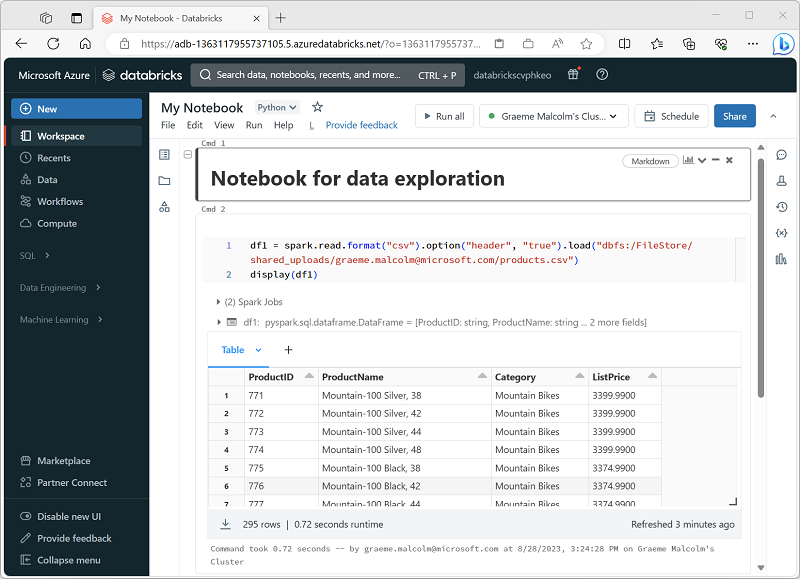 My Notebook - Databricks
https://adb-1363117955737105.5.azuredatabricks.net/?o=1363117955737...
Microsoft Azure databricks Search data, notebooks, recents, and more... CTRL + P databrickscvphkeo
New
Workspace
Recents
Data
Workflows
Compute
SQL
Data Engineering
Machine Learning
Marketplace
Partner Connect
Disable new UI
Provide feedback
Collapse menu
My Notebook Python
File Edit View Run Help L Provide feedback
Run all Graeme Malcolm's Clus... Schedule Share
Cmd 1
Markdown
Notebook for data exploration
Cmd 2
1 df1 = spark.read.format("csv").option("header", "true").load("dbfs:/FileStore/
shared_uploads/graeme.malcolm@microsoft.com/products.csv")
2 display(df1)
(2) Spark Jobs
df1: pyspark.sql.dataframe.DataFrame = [ProductID: string, ProductName: string ... 2 more fields]
Table +
ProductID ProductName Category ListPrice
1 771 Mountain-100 Silver, 38 Mountain Bikes 3399.9900
2 772 Mountain-100 Silver, 42 Mountain Bikes 3399.9900
3 773 Mountain-100 Silver, 44 Mountain Bikes 3399.9900
4 774 Mountain-100 Silver, 48 Mountain Bikes 3399.9900
5 775 Mountain-100 Black, 38 Mountain Bikes 3374.9900
6 776 Mountain-100 Black, 42 Mountain Bikes 3374.9900
7 777 Mountain-100 Black, 44 Mountain Bikes 3374.9900
295 rows | 0.72 seconds runtime Refreshed 3 minutes ago
Command took 0.72 seconds -- by graeme.malcolm@microsoft.com at 8/28/2023, 3:24:28 PM on Graeme Malcolm's
Cluster